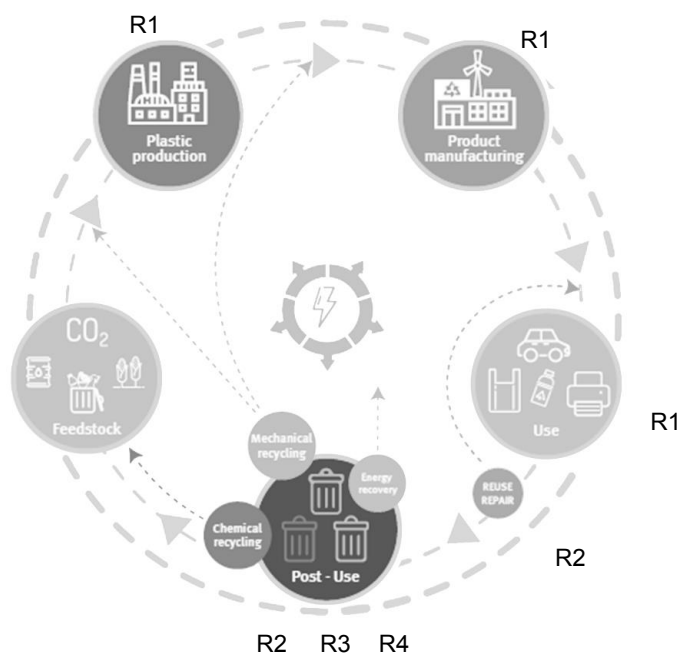 R1
R1
Plastic
production
Product
manufacturing
CO₂
Feedstock
Use
R1
Mechanical
recycling
Energy
recovery
REUSE
REPAIR
Chemical
recycling
Post - Use
R2
R2 R3 R4